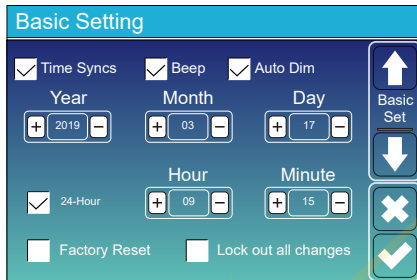 Basic Setting
Time Syncs Beep Auto Dim
Year Month Day
+ 2019 − + 03 − + 17 −
Basic
Set
Hour Minute
24-Hour + 09 − + 15 −
Factory Reset Lock out all changes